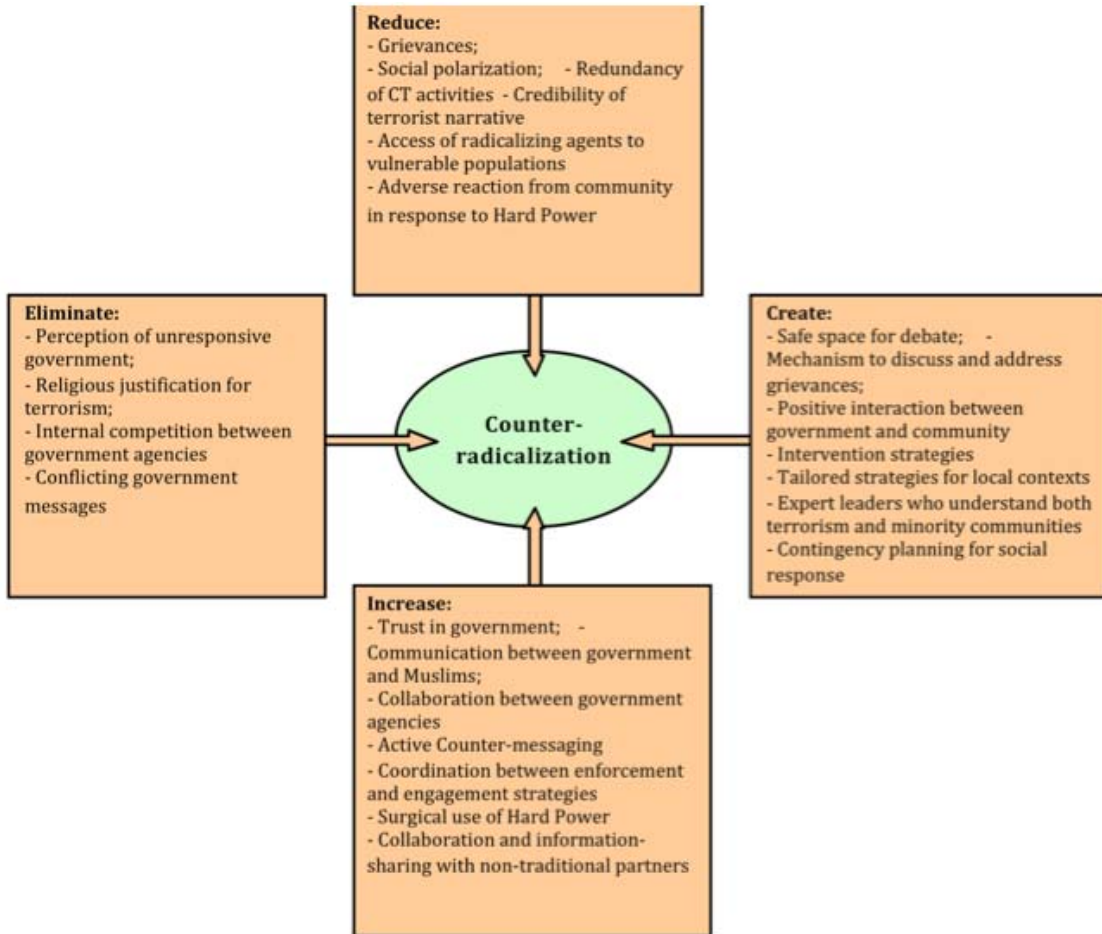 Reduce:
- Grievances;
- Social polarization; - Redundancy
of CT activities - Credibility of
terrorist narrative
- Access of radicalizing agents to
vulnerable populations
- Adverse reaction from community
in response to Hard Power
Eliminate:
- Perception of unresponsive
government;
- Religious justification for
terrorism;
- Internal competition between
government agencies
- Conflicting government
messages
Counter-
radicalization
Create:
- Safe space for debate; -
Mechanism to discuss and address
grievances;
- Positive interaction between
government and community
- Intervention strategies
- Tailored strategies for local contexts
- Expert leaders who understand both
terrorism and minority communities
- Contingency planning for social
response
Increase:
- Trust in government; -
Communication between government
and Muslims;
- Collaboration between government
agencies
- Active Counter-messaging
- Coordination between enforcement
and engagement strategies
- Surgical use of Hard Power
- Collaboration and information-
sharing with non-traditional partners